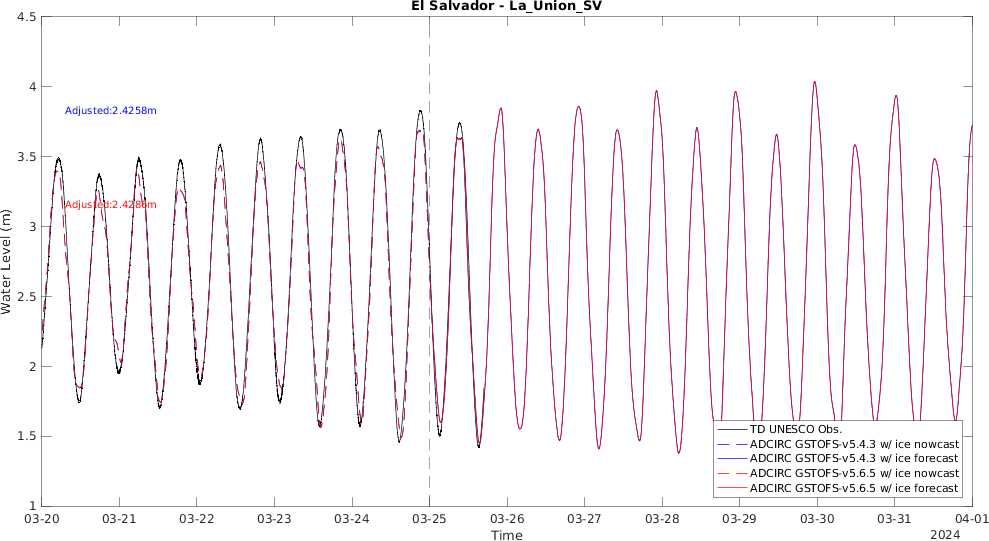 El Salvador - La_Union_SV
4.5
4
3.5
3
2.5
2
1.5
1
Water Level (m)
Adjusted:2.4258m
Adjusted:2.4286m
TD UNESCO Obs.
ADCIRC GSTOFS-v5.4.3 w/ ice nowcast
ADCIRC GSTOFS-v5.4.3 w/ ice forecast
ADCIRC GSTOFS-v5.6.5 w/ ice nowcast
ADCIRC GSTOFS-v5.6.5 w/ ice forecast
03-20 03-21 03-22 03-23 03-24 03-25 03-26 03-27 03-28 03-29 03-30 03-31 04-01
Time
2024